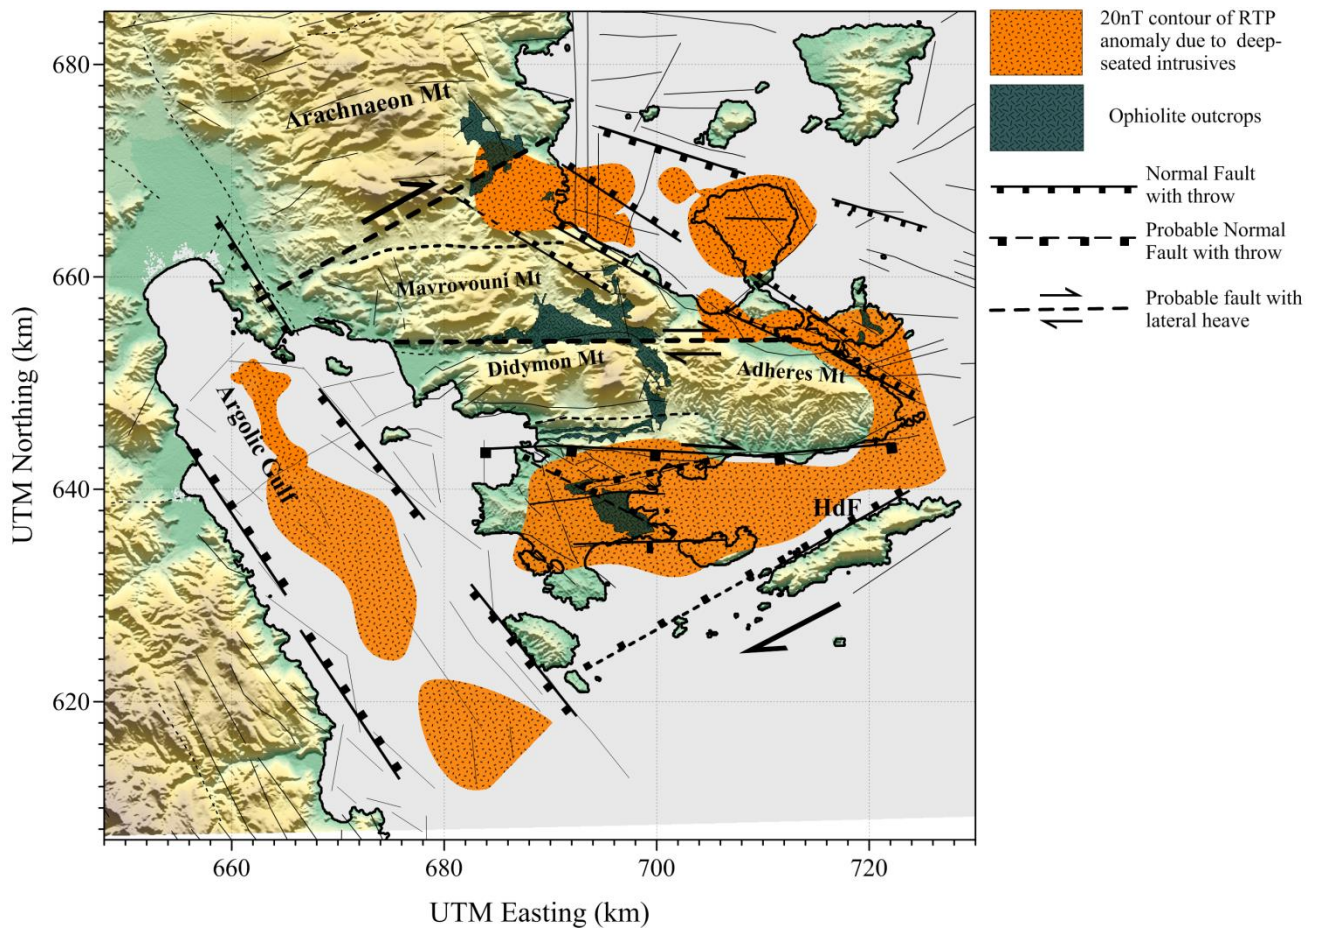 20nT contour of RTP
anomaly due to deep-
seated intrusives
Ophiolite outcrops
Normal Fault
with throw
Probable Normal
Fault with throw
Probable fault with
lateral heave
Arachnaeon Mt
Mavrovouni Mt
Didymon Mt
Adheres Mt
Argolic Gulf
HdF
680
660
640
620
UTM Northing (km)
660
680
700
720
UTM Easting (km)